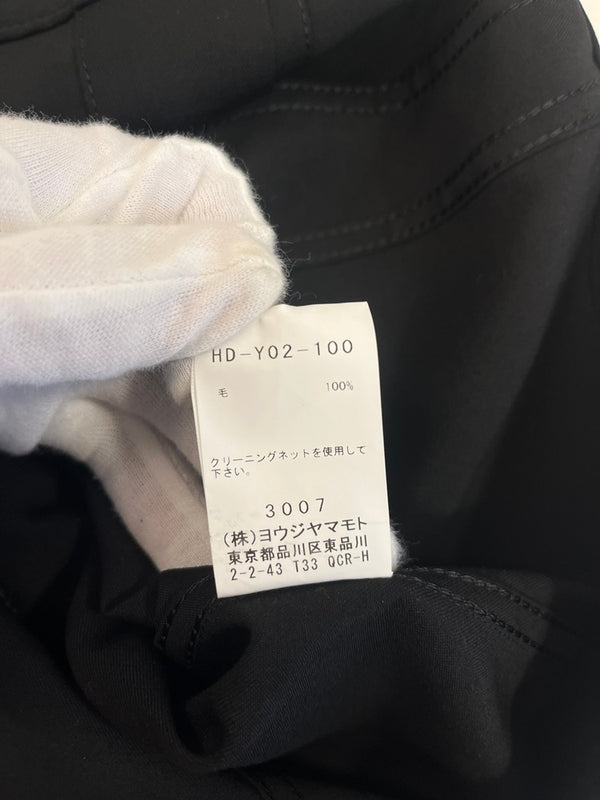 HD-Y02-100
毛 100%
クリーニングネットを使用して
下さい。
3007
(株)ヨウジヤマモト
東京都品川区東品川
2-2-43 T33 QCR-H